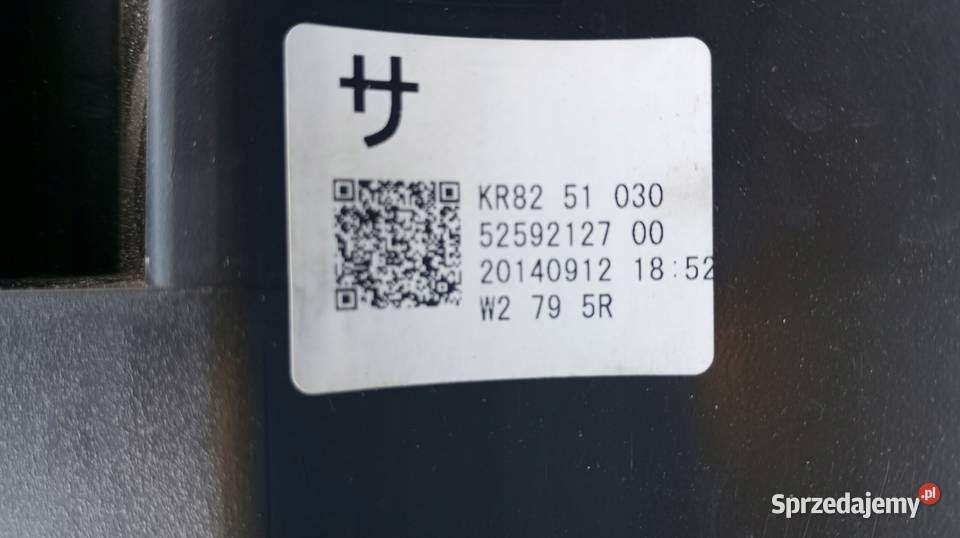 サ
KR82 51 030
52592127 00
20140912 18:52
W2 79 5R
Sprzedajemy.pl